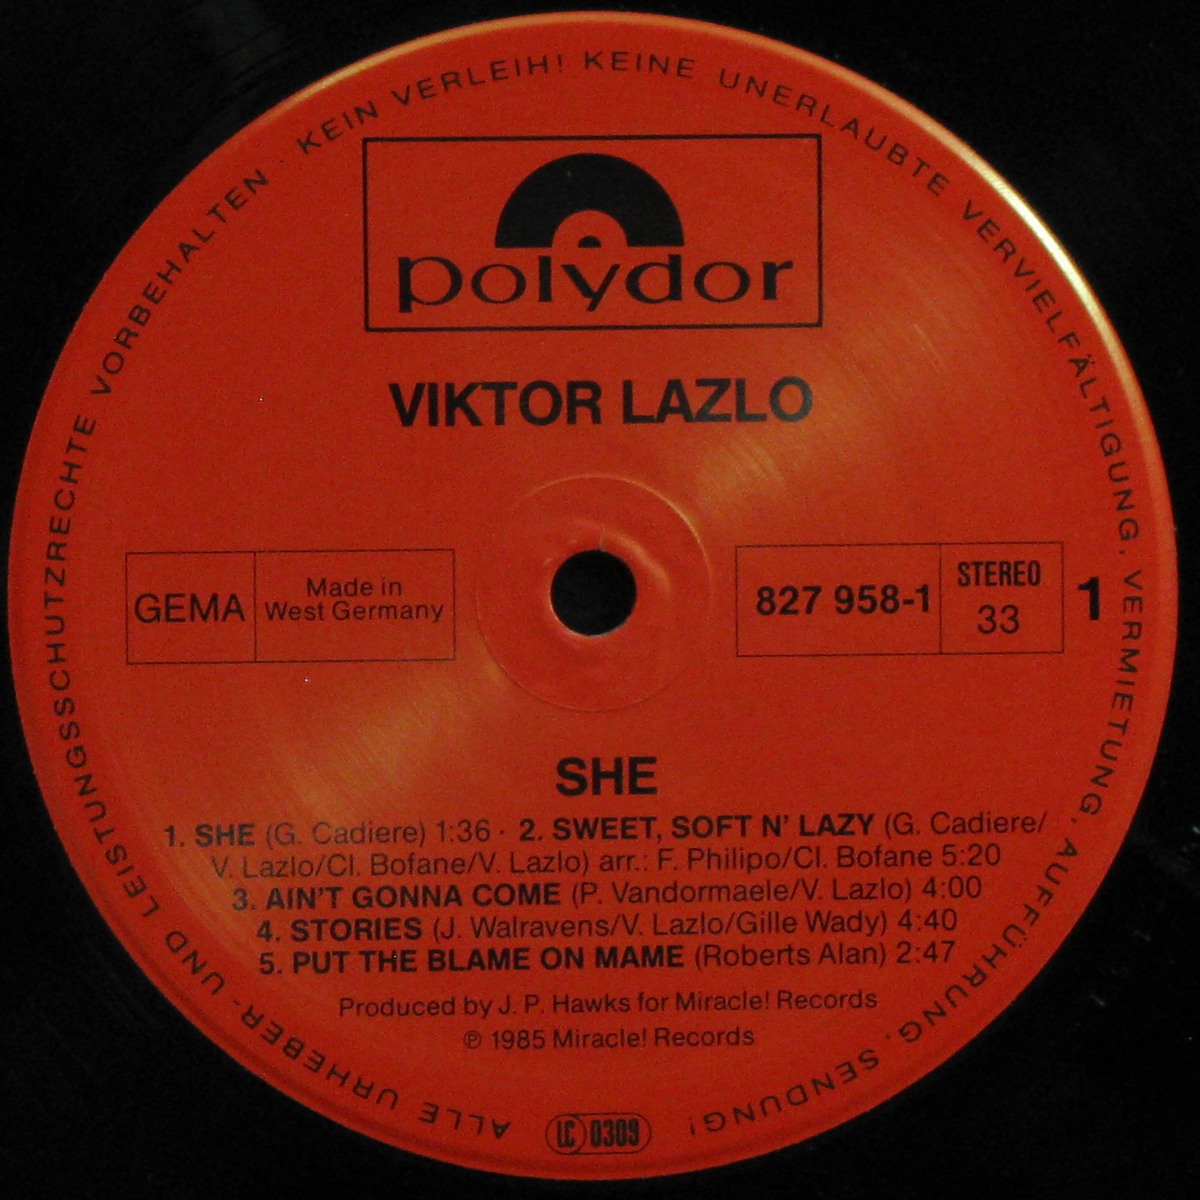 ALLE URHEBER- UND LEISTUNGSSCHUTZRECHTE VORBEHALTEN · KEIN VERLEIH! KEINE UNERLAUBTE VERVIELFÄLTIGUNG, VERMIETUNG, AUFFÜHRUNG, SENDUNG!
polydor
VIKTOR LAZLO
GEMA
Made in
West Germany
827 958-1
STEREO
33
1
SHE
1. SHE (G. Cadiere) 1:36 · 2. SWEET, SOFT N' LAZY (G. Cadiere/
V. Lazlo/Cl. Bofane/V. Lazlo) arr.: F. Philipo/Cl. Bofane 5:20
3. AIN'T GONNA COME (P. Vandormaele/V. Lazlo) 4:00
4. STORIES (J. Walravens/V. Lazlo/Gille Wady) 4:40
5. PUT THE BLAME ON MAME (Roberts Alan) 2:47
Produced by J. P. Hawks for Miracle! Records
℗ 1985 Miracle! Records
LC 0309